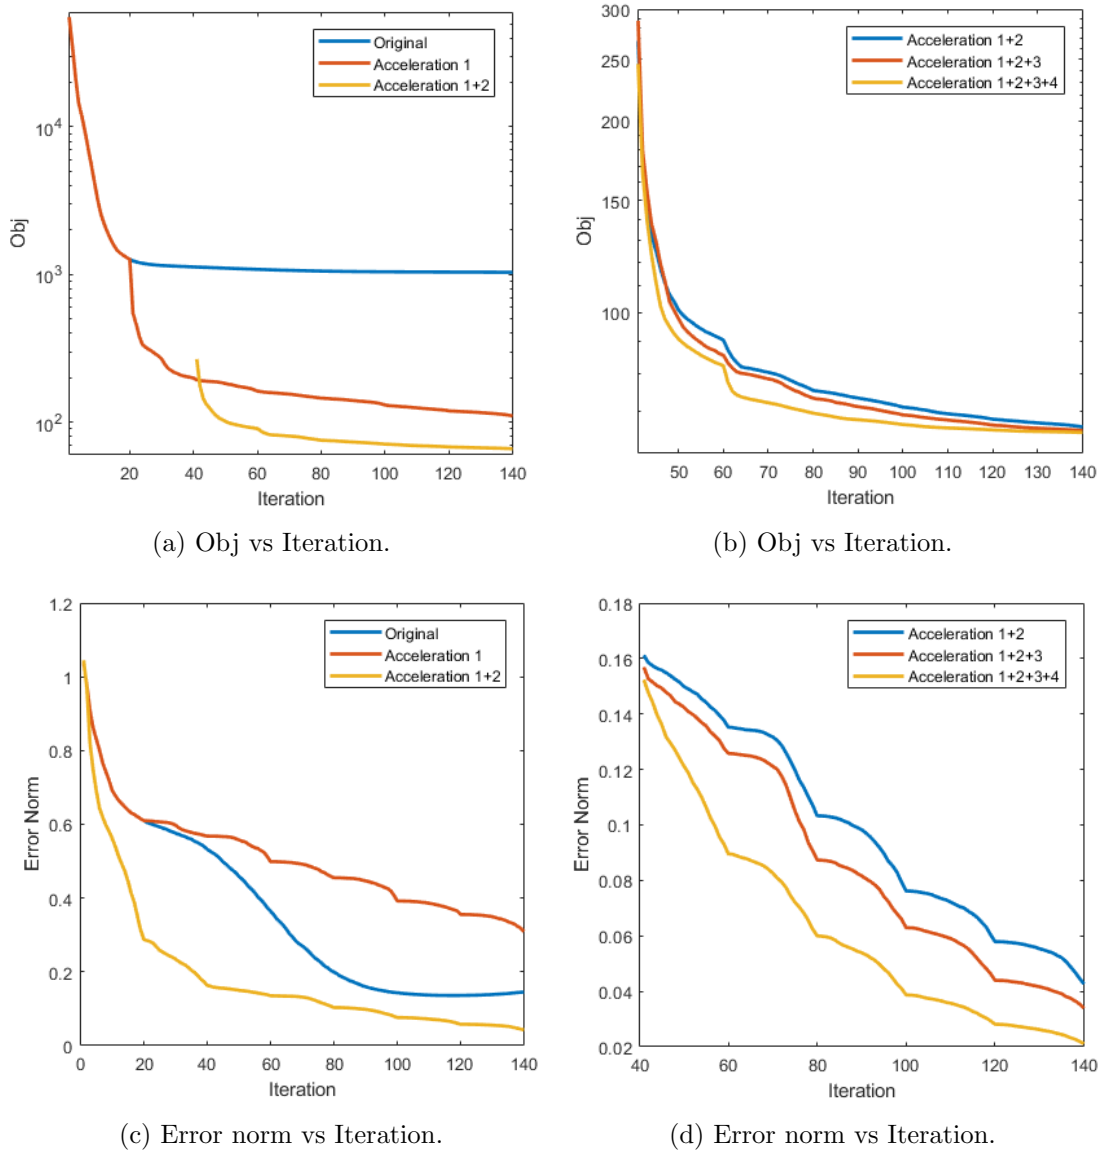 Original
Acceleration 1
Acceleration 1+2
10^4
10^3
10^2
Obj
20 40 60 80 100 120 140
Iteration
(a) Obj vs Iteration.
300
250
200
150
100
Obj
Acceleration 1+2
Acceleration 1+2+3
Acceleration 1+2+3+4
50 60 70 80 90 100 110 120 130 140
Iteration
(b) Obj vs Iteration.
1.2
1
0.8
0.6
0.4
0.2
0
Error Norm
Original
Acceleration 1
Acceleration 1+2
0 20 40 60 80 100 120 140
Iteration
(c) Error norm vs Iteration.
0.18
0.16
0.14
0.12
0.1
0.08
0.06
0.04
0.02
Error Norm
Acceleration 1+2
Acceleration 1+2+3
Acceleration 1+2+3+4
40 60 80 100 120 140
Iteration
(d) Error norm vs Iteration.